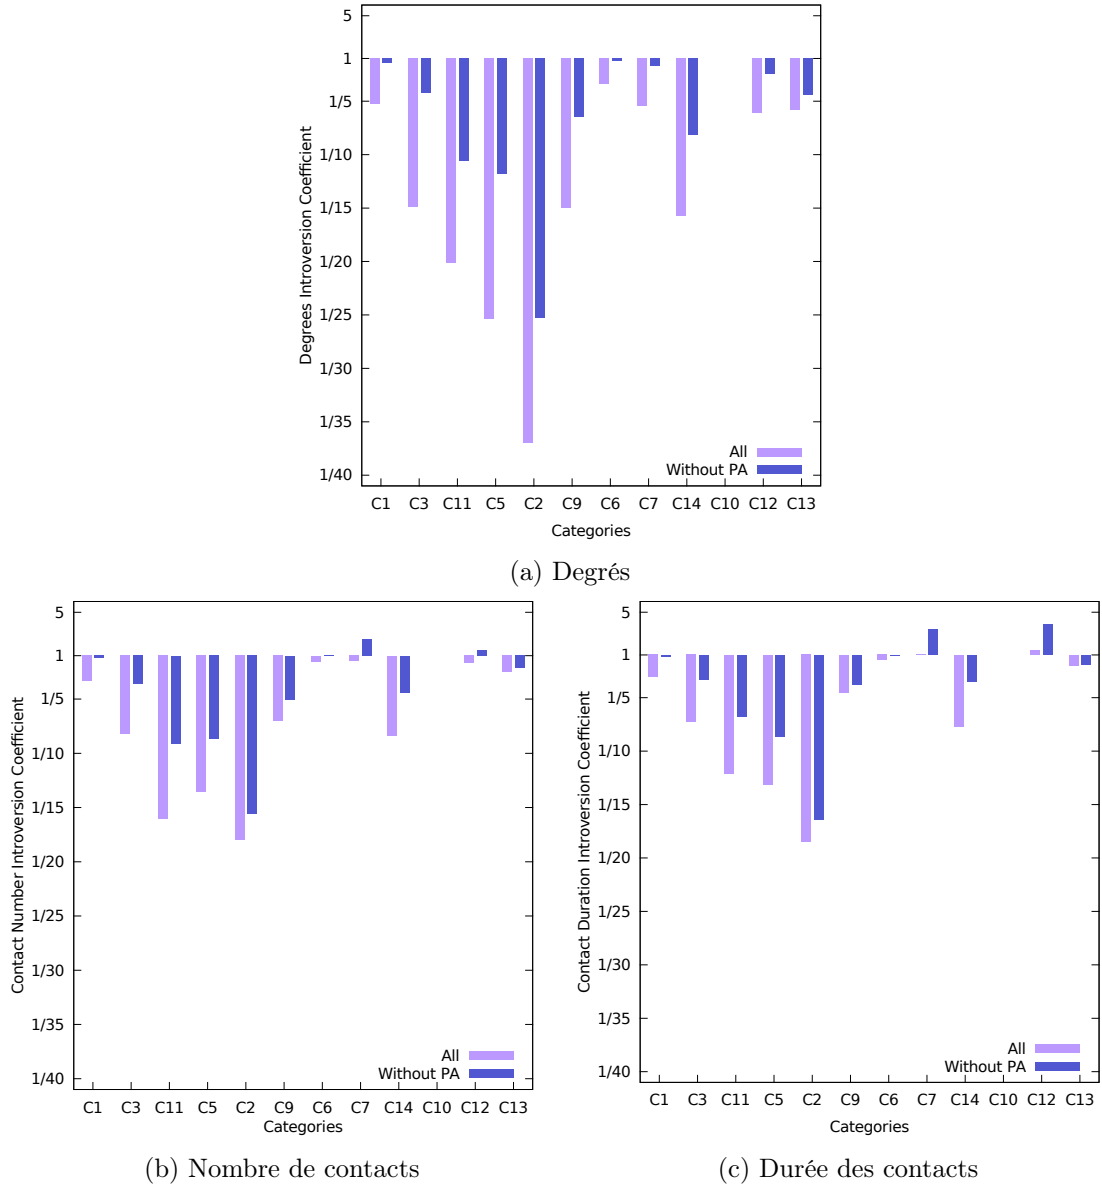 5
1
1/5
1/10
1/15
1/20
1/25
1/30
1/35
1/40
Degrees Introversion Coefficient
All
Without PA
C1 C3 C11 C5 C2 C9 C6 C7 C14 C10 C12 C13
Categories
(a) Degrés
5
1
1/5
1/10
1/15
1/20
1/25
1/30
1/35
1/40
Contact Number Introversion Coefficient
All
Without PA
C1 C3 C11 C5 C2 C9 C6 C7 C14 C10 C12 C13
Categories
(b) Nombre de contacts
5
1
1/5
1/10
1/15
1/20
1/25
1/30
1/35
1/40
Contact Duration Introversion Coefficient
All
Without PA
C1 C3 C11 C5 C2 C9 C6 C7 C14 C10 C12 C13
Categories
(c) Durée des contacts